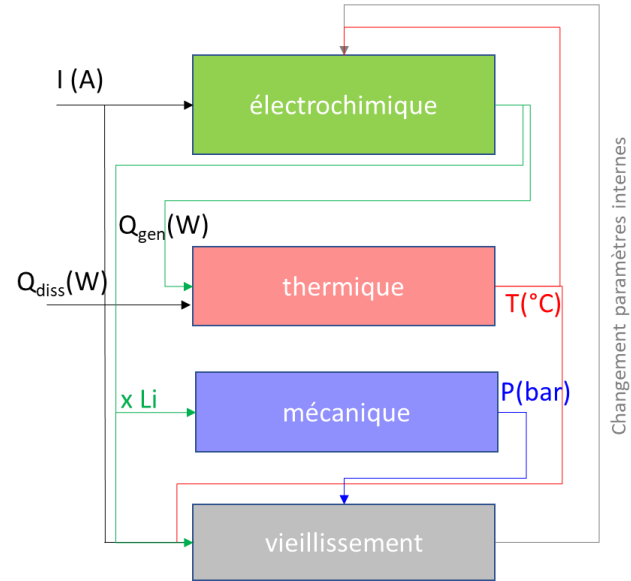 I (A)
électrochimique
Qgen(W)
Qdiss(W)
thermique
T(°C)
x Li
mécanique
P(bar)
vieillissement
Changement paramètres internes